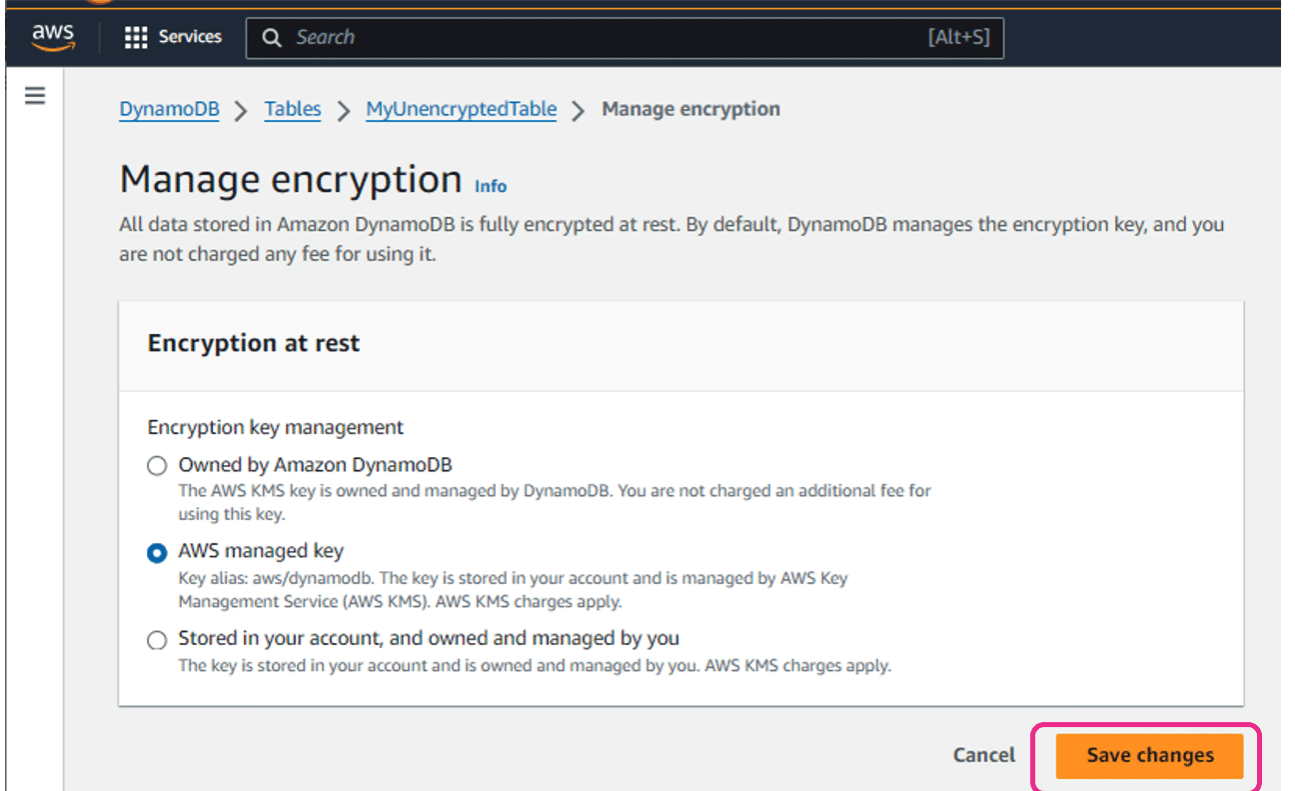 aws
Services
Search
[Alt+S]
DynamoDB > Tables > MyUnencryptedTable > Manage encryption
Manage encryption Info
All data stored in Amazon DynamoDB is fully encrypted at rest. By default, DynamoDB manages the encryption key, and you
are not charged any fee for using it.
Encryption at rest
Encryption key management
Owned by Amazon DynamoDB
The AWS KMS key is owned and managed by DynamoDB. You are not charged an additional fee for
using this key.
AWS managed key
Key alias: aws/dynamodb. The key is stored in your account and is managed by AWS Key
Management Service (AWS KMS). AWS KMS charges apply.
Stored in your account, and owned and managed by you
The key is stored in your account and is owned and managed by you. AWS KMS charges apply.
Cancel
Save changes